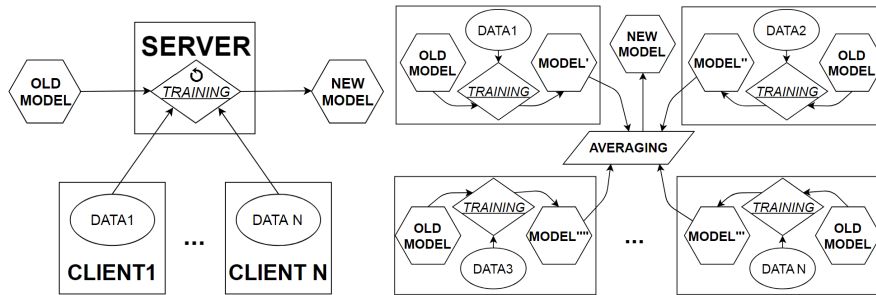 SERVER
OLD
MODEL
TRAINING
NEW
MODEL
DATA1
...
DATA N
CLIENT1
CLIENT N
DATA1
OLD
MODEL
MODEL'
TRAINING
NEW
MODEL
DATA2
MODEL''
OLD
MODEL
TRAINING
AVERAGING
TRAINING
OLD
MODEL
MODEL''''
DATA3
...
TRAINING
MODEL'''
OLD
MODEL
DATA N